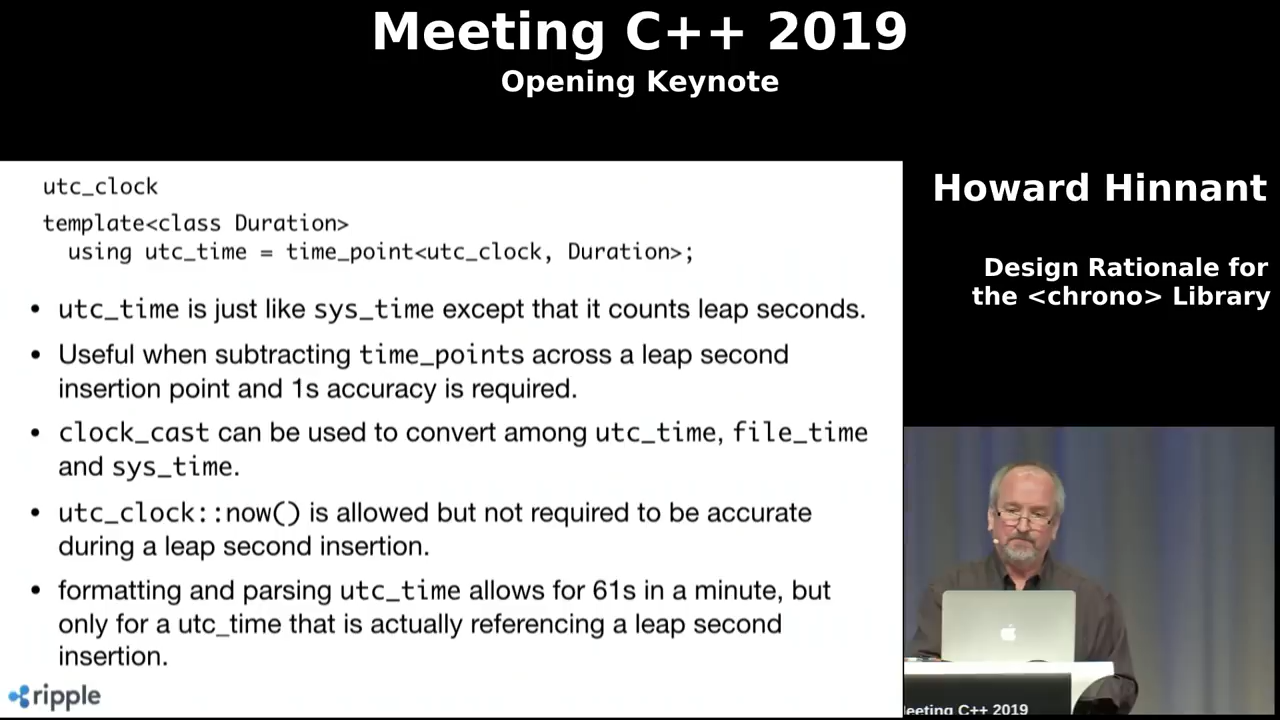 Meeting C++ 2019
Opening Keynote
utc_clock
template<class Duration>
using utc_time = time_point<utc_clock, Duration>;
• utc_time is just like sys_time except that it counts leap seconds.
• Useful when subtracting time_points across a leap second
insertion point and 1s accuracy is required.
• clock_cast can be used to convert among utc_time, file_time
and sys_time.
• utc_clock::now() is allowed but not required to be accurate
during a leap second insertion.
• formatting and parsing utc_time allows for 61s in a minute, but
only for a utc_time that is actually referencing a leap second
insertion.
ripple
Howard Hinnant
Design Rationale for
the <chrono> Library
eeting C++ 2019